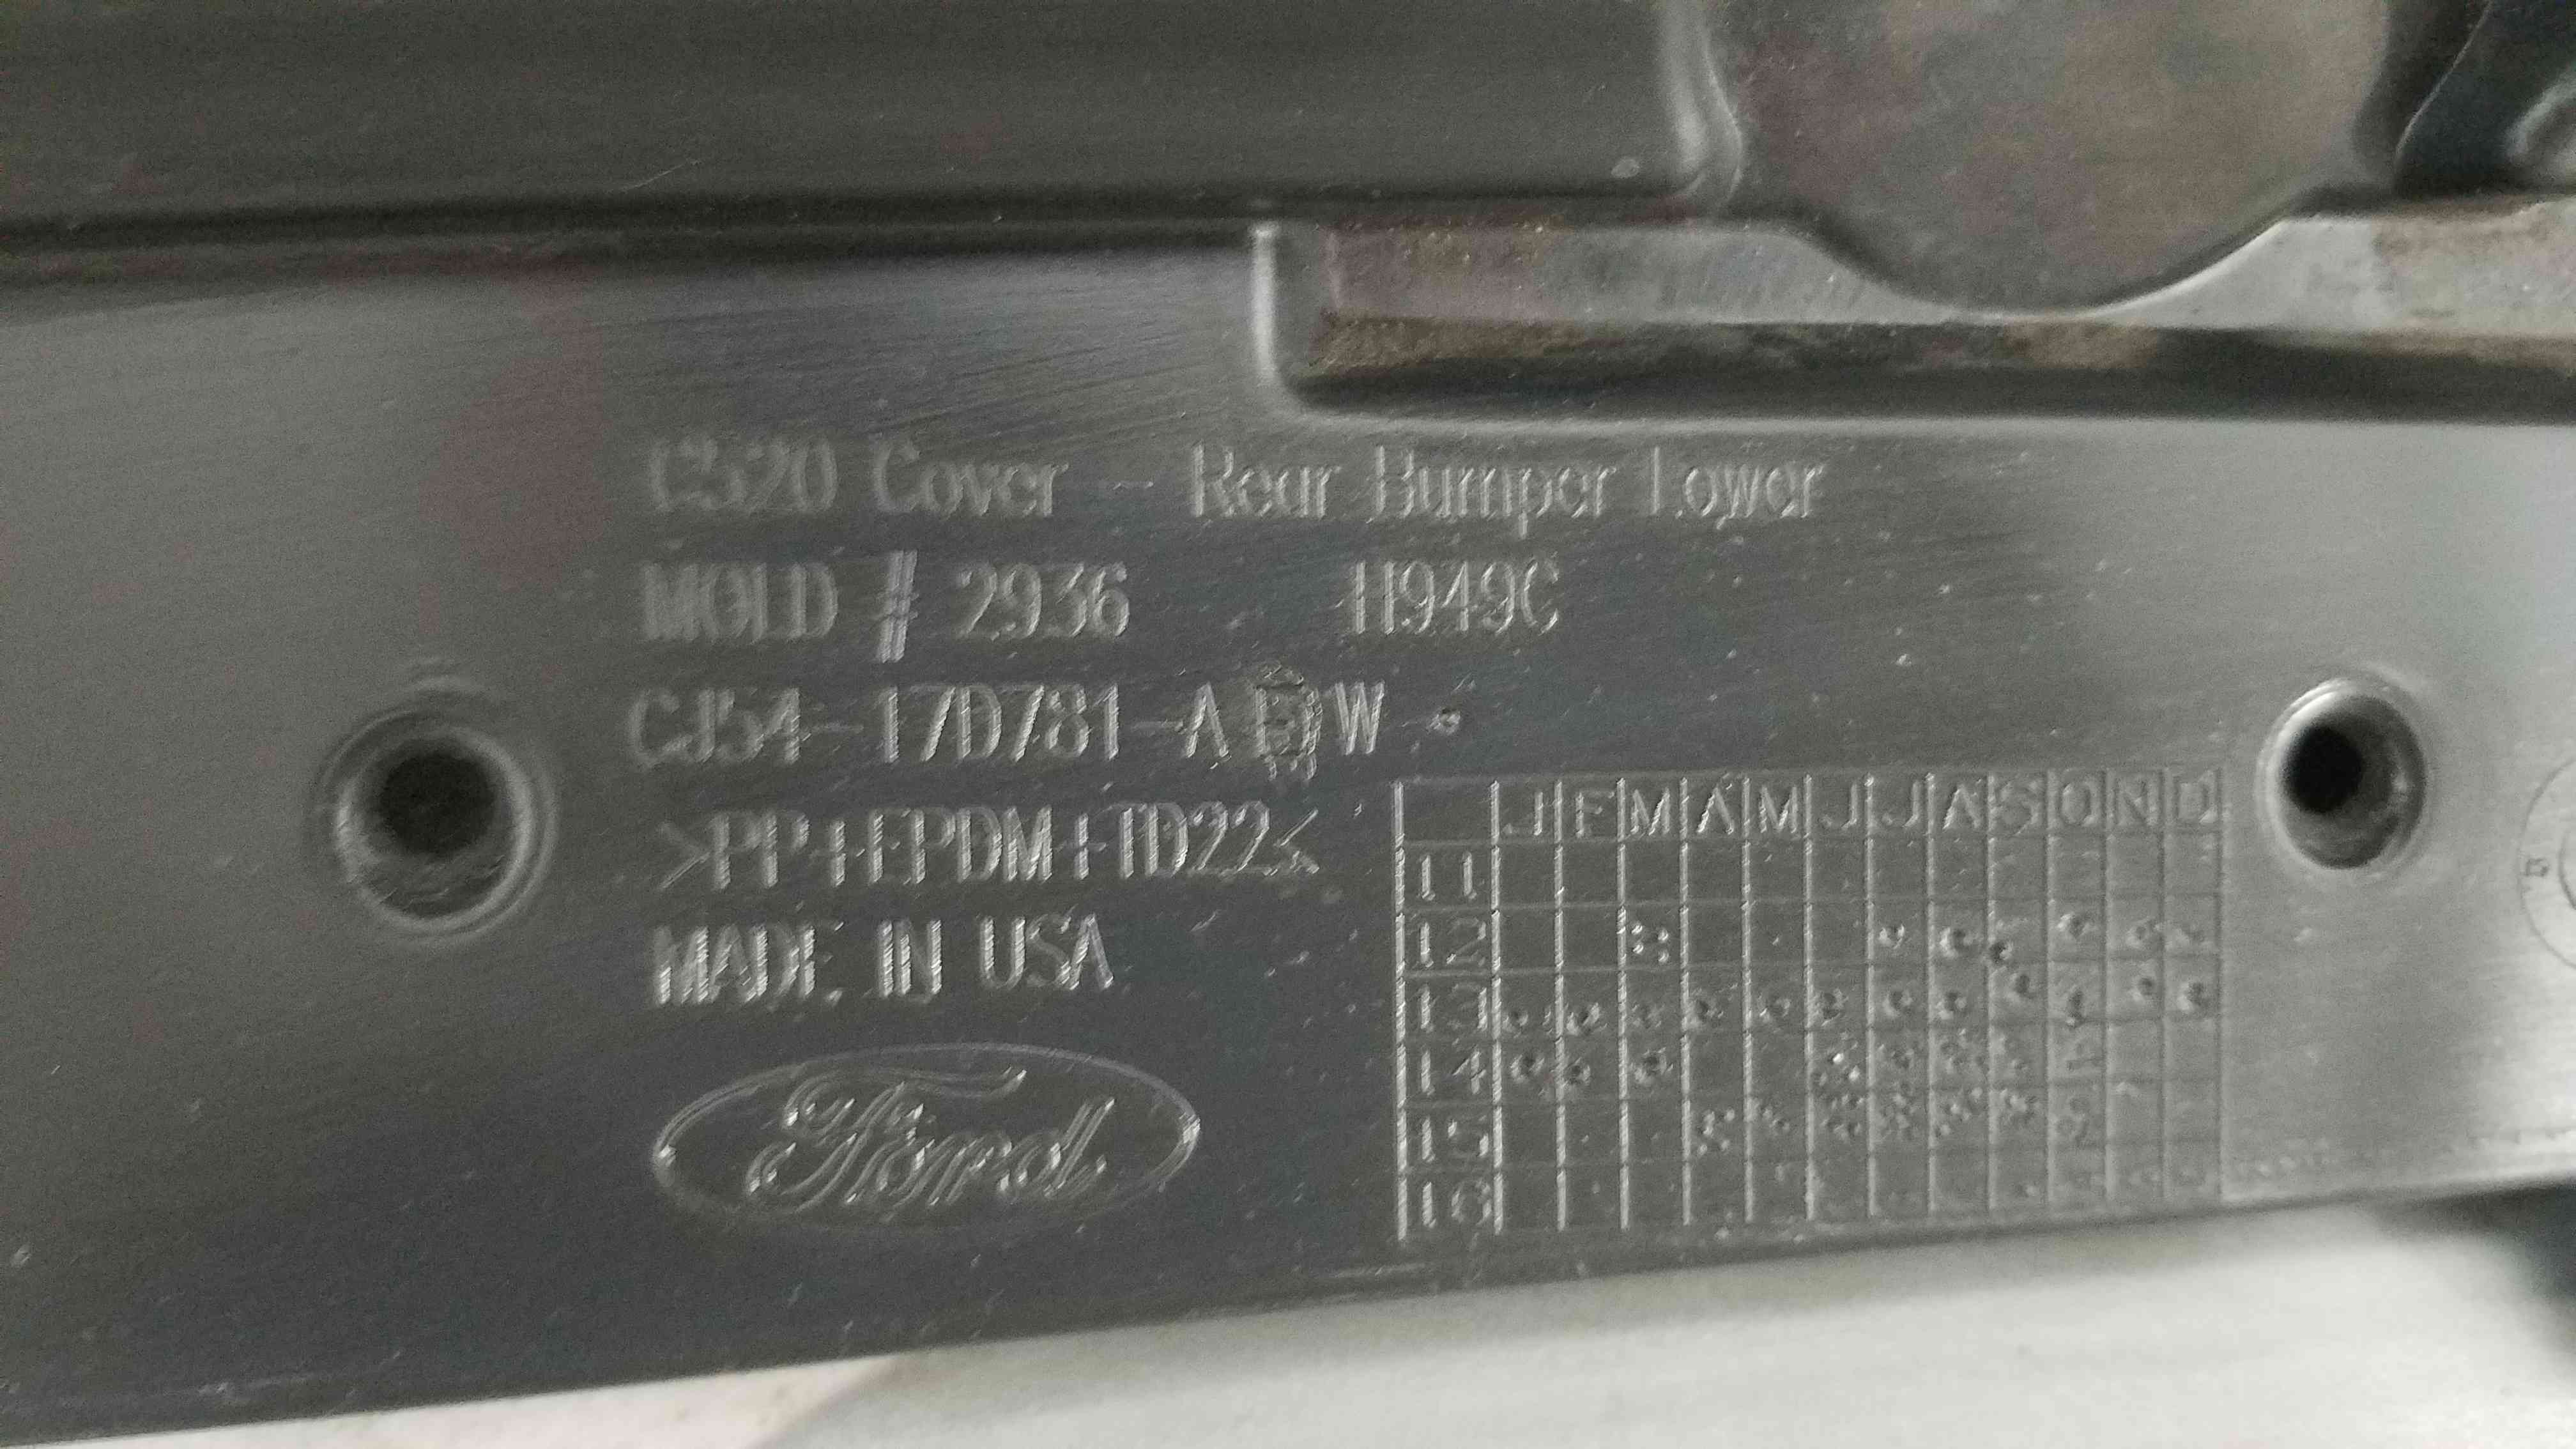 C520 Cover - Rear Bumper Lower
MOLD # 2936 H949C
CJ54-17D781-A W
>PP+EPDM+TD22<
MADE IN USA
J F M A M J J A S O N D
11
12
13
14
15
16
Ford